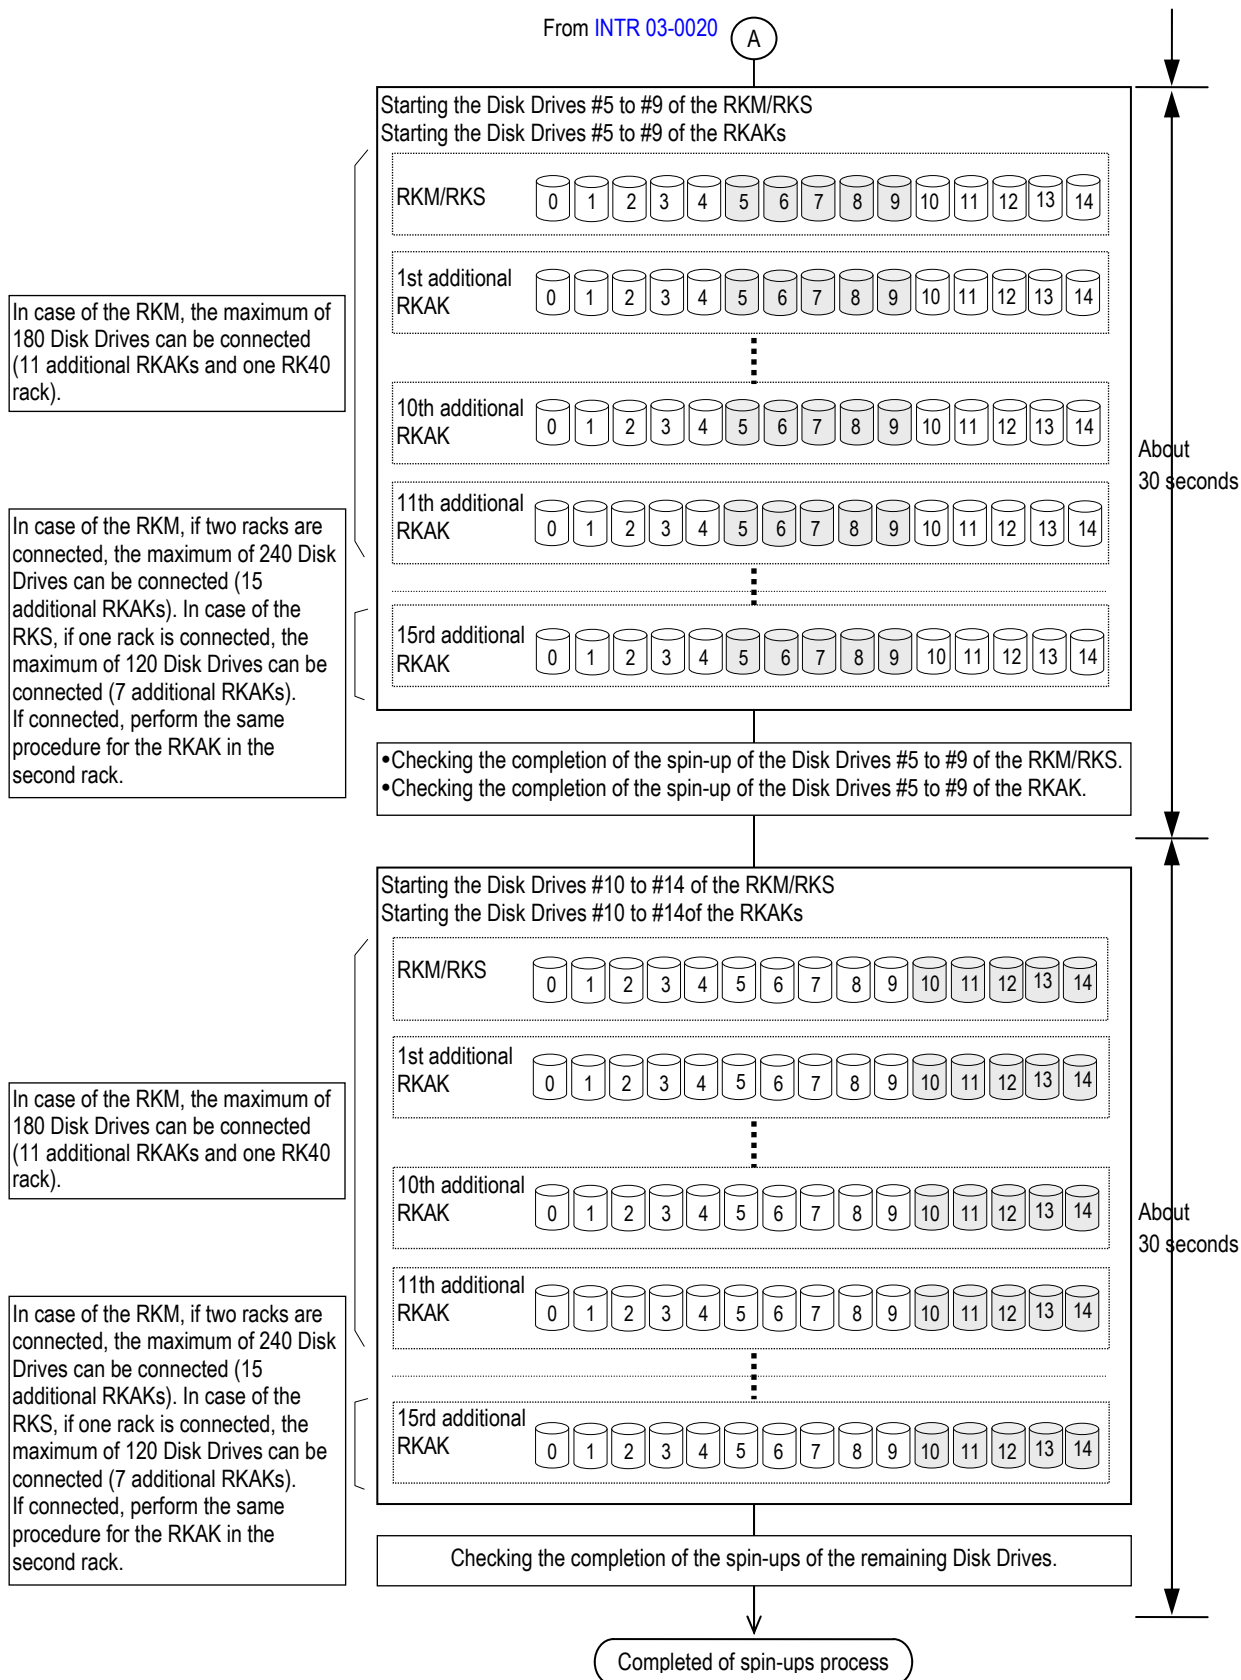 From INTR 03-0020
A
Starting the Disk Drives #5 to #9 of the RKM/RKS
Starting the Disk Drives #5 to #9 of the RKAKs
RKM/RKS
0 1 2 3 4 5 6 7 8 9 10 11 12 13 14
1st additional
RKAK
0 1 2 3 4 5 6 7 8 9 10 11 12 13 14
10th additional
RKAK
0 1 2 3 4 5 6 7 8 9 10 11 12 13 14
11th additional
RKAK
0 1 2 3 4 5 6 7 8 9 10 11 12 13 14
15rd additional
RKAK
0 1 2 3 4 5 6 7 8 9 10 11 12 13 14
In case of the RKM, the maximum of
180 Disk Drives can be connected
(11 additional RKAKs and one RK40
rack).
In case of the RKM, if two racks are
connected, the maximum of 240 Disk
Drives can be connected (15
additional RKAKs). In case of the
RKS, if one rack is connected, the
maximum of 120 Disk Drives can be
connected (7 additional RKAKs).
If connected, perform the same
procedure for the RKAK in the
second rack.
About
30 seconds
•Checking the completion of the spin-up of the Disk Drives #5 to #9 of the RKM/RKS.
•Checking the completion of the spin-up of the Disk Drives #5 to #9 of the RKAK.
Starting the Disk Drives #10 to #14 of the RKM/RKS
Starting the Disk Drives #10 to #14of the RKAKs
RKM/RKS
0 1 2 3 4 5 6 7 8 9 10 11 12 13 14
1st additional
RKAK
0 1 2 3 4 5 6 7 8 9 10 11 12 13 14
10th additional
RKAK
0 1 2 3 4 5 6 7 8 9 10 11 12 13 14
11th additional
RKAK
0 1 2 3 4 5 6 7 8 9 10 11 12 13 14
15rd additional
RKAK
0 1 2 3 4 5 6 7 8 9 10 11 12 13 14
In case of the RKM, the maximum of
180 Disk Drives can be connected
(11 additional RKAKs and one RK40
rack).
In case of the RKM, if two racks are
connected, the maximum of 240 Disk
Drives can be connected (15
additional RKAKs). In case of the
RKS, if one rack is connected, the
maximum of 120 Disk Drives can be
connected (7 additional RKAKs).
If connected, perform the same
procedure for the RKAK in the
second rack.
About
30 seconds
Checking the completion of the spin-ups of the remaining Disk Drives.
Completed of spin-ups process